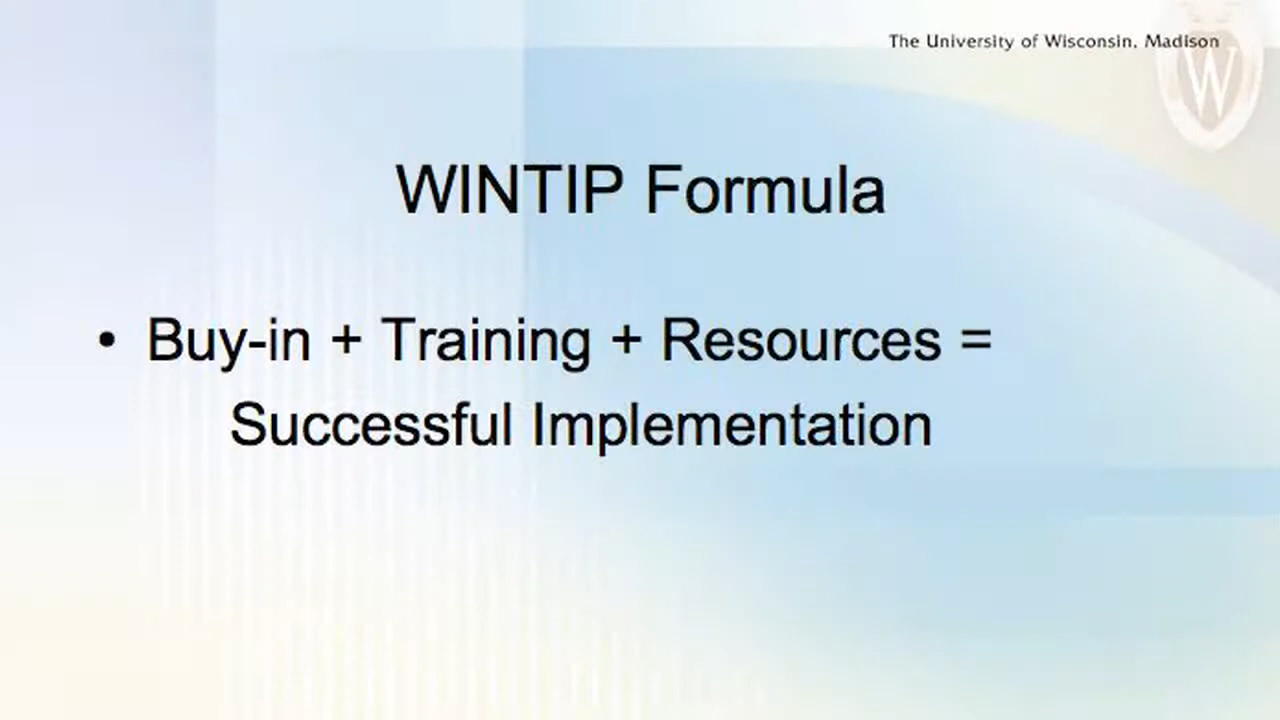 The University of Wisconsin, Madison
W
WINTIP Formula
• Buy-in + Training + Resources =
Successful Implementation